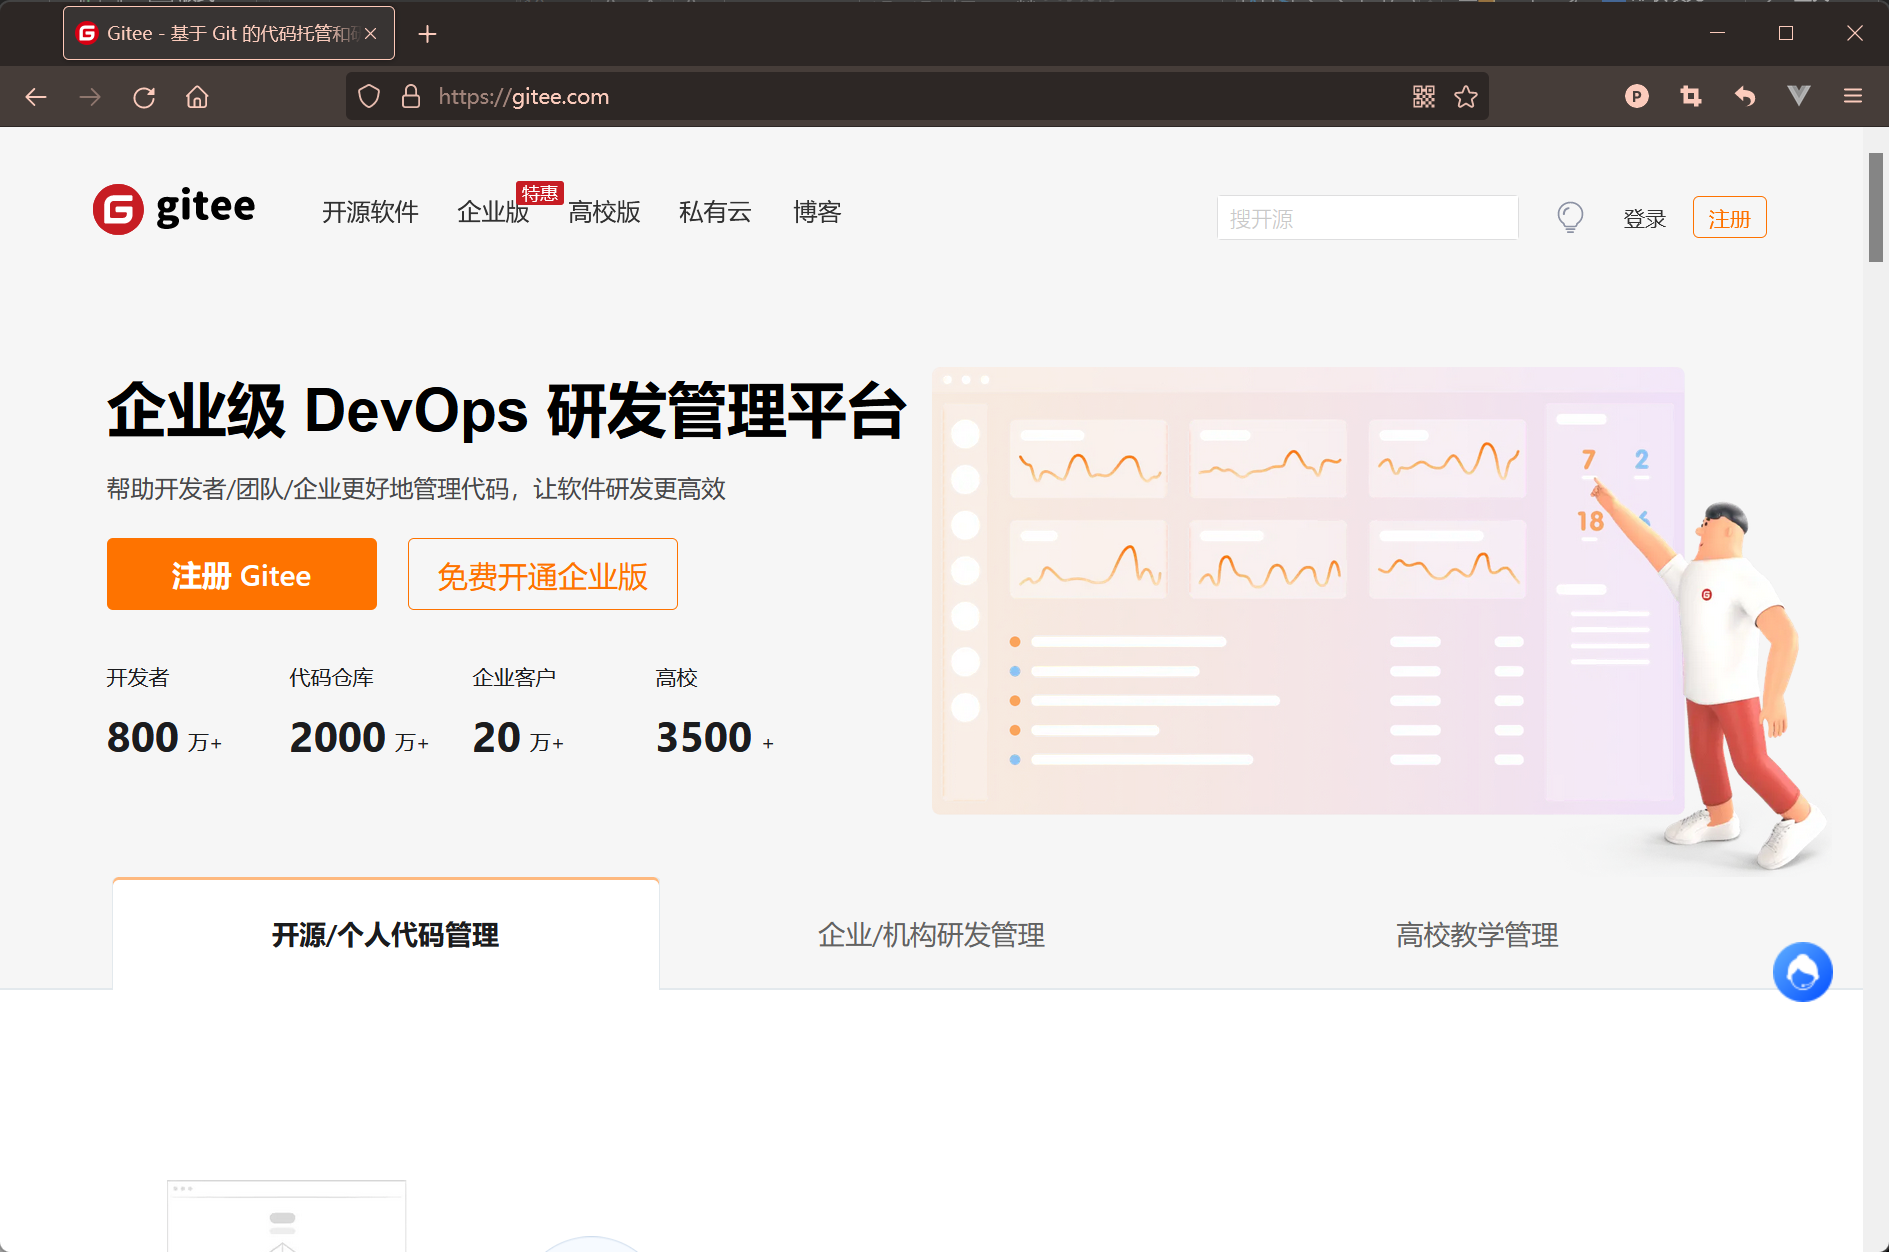 Gitee - 基于 Git 的代码托管和研
https://gitee.com
gitee
开源软件
企业版
特惠
高校版
私有云
博客
搜开源
登录
注册
企业级 DevOps 研发管理平台
帮助开发者/团队/企业更好地管理代码，让软件研发更高效
注册 Gitee
免费开通企业版
开发者
代码仓库
企业客户
高校
800 万+
2000 万+
20 万+
3500 +
7
2
18
6
开源/个人代码管理
企业/机构研发管理
高校教学管理